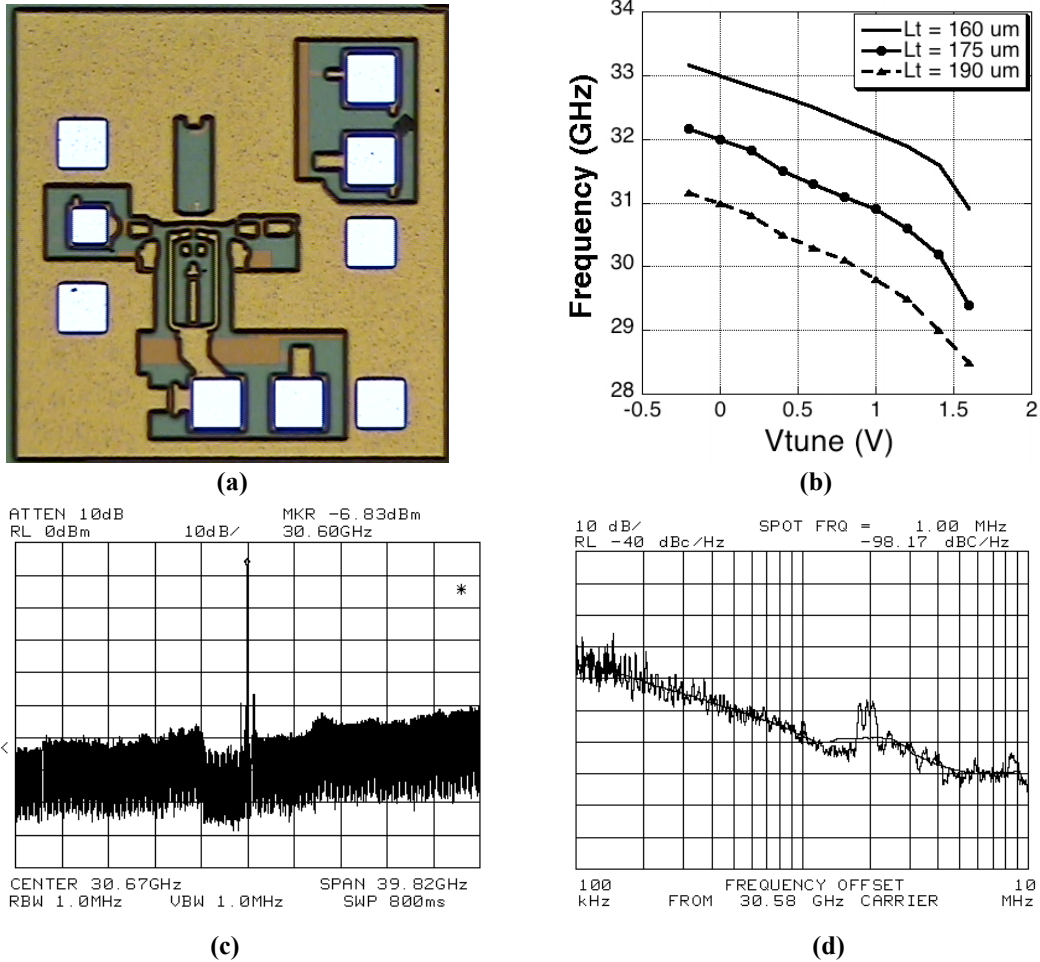 34
33
32
31
30
29
28
Frequency (GHz)
Lt = 160 um
Lt = 175 um
Lt = 190 um
-0.5 0 0.5 1 1.5 2
Vtune (V)
(a)
(b)
ATTEN 10dB MKR -6.83dBm
RL 0dBm 10dB/ 30.60GHz
*
<
CENTER 30.67GHz SPAN 39.82GHz
RBW 1.0MHz VBW 1.0MHz SWP 800ms
(c)
10 dB/ SPOT FRQ = 1.00 MHz
RL -40 dBc/Hz -98.17 dBC/Hz
100 FREQUENCY OFFSET 10
kHz FROM 30.58 GHz CARRIER MHz
(d)